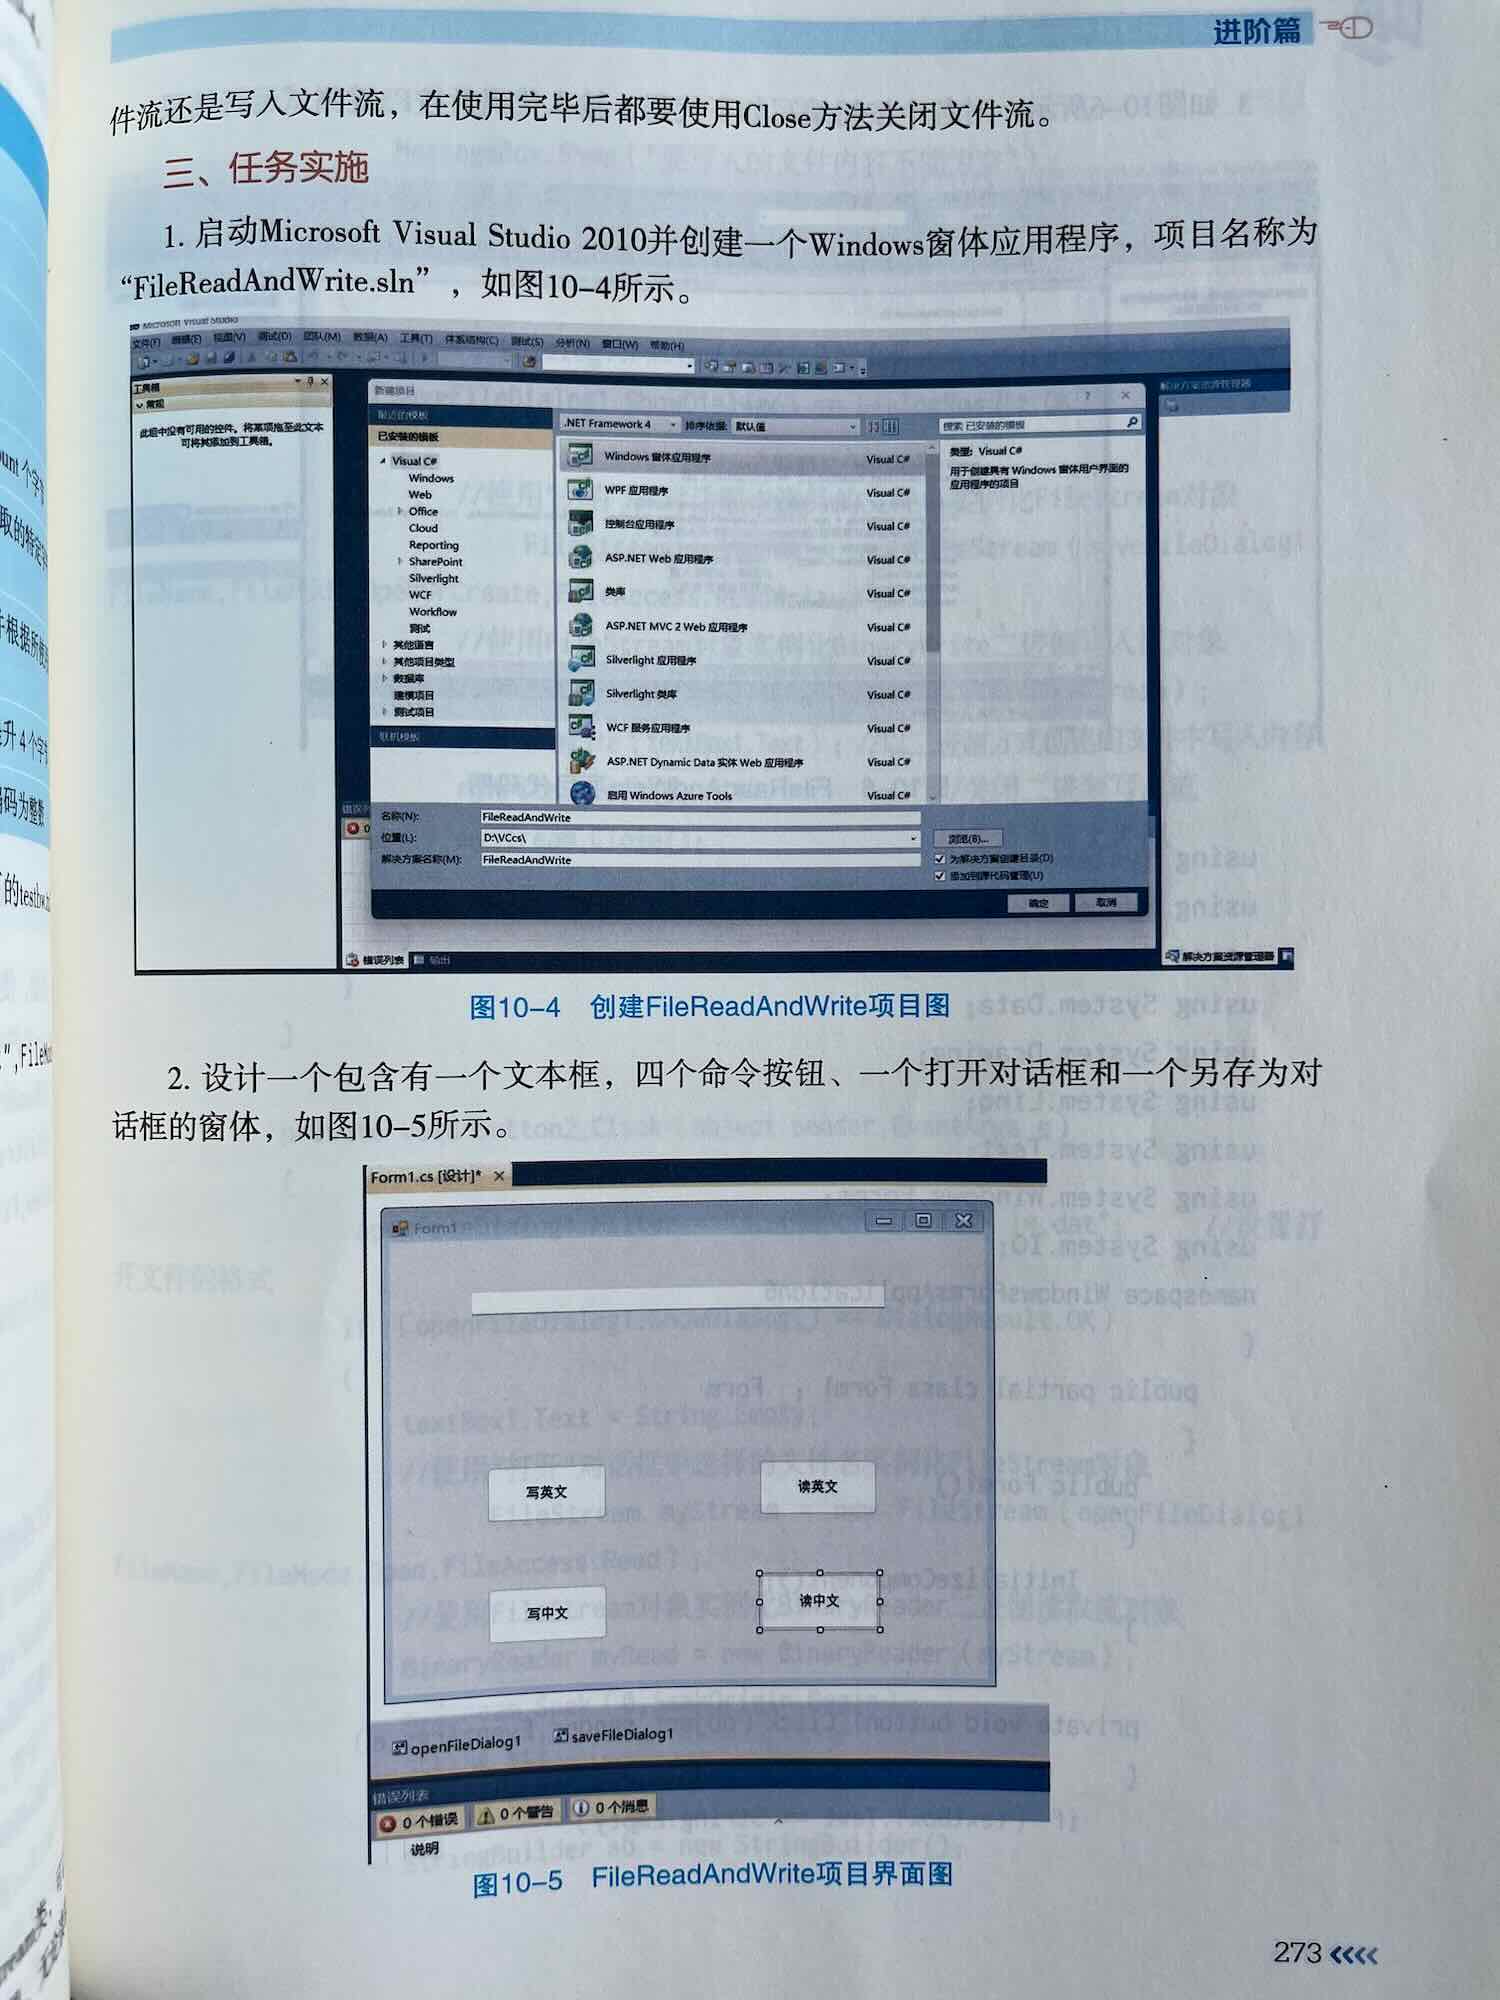 进阶篇
件流还是写入文件流，在使用完毕后都要使用Close方法关闭文件流。
三、任务实施
1. 启动Microsoft Visual Studio 2010并创建一个Windows窗体应用程序，项目名称为
“FileReadAndWrite.sln”，如图10-4所示。
Microsoft Visual Studio
文件(F) 编辑(E) 视图(V) 调试(D) 团队(M) 数据(A) 工具(T) 体系结构(C) 测试(S) 分析(N) 窗口(W) 帮助(H)
工具箱
常规
此组中没有可用的控件。将某项拖至此文本
可将其添加到工具箱。
新建项目
最近的模板
已安装的模板
Visual C#
Windows
Web
Office
Cloud
Reporting
SharePoint
Silverlight
WCF
Workflow
测试
其他语言
其他项目类型
数据库
建模项目
测试项目
联机模板
.NET Framework 4 排序依据: 默认值
Windows 窗体应用程序 Visual C#
WPF 应用程序 Visual C#
控制台应用程序 Visual C#
ASP.NET Web 应用程序 Visual C#
类库 Visual C#
ASP.NET MVC 2 Web 应用程序 Visual C#
Silverlight 应用程序 Visual C#
Silverlight 类库 Visual C#
WCF 服务应用程序 Visual C#
ASP.NET Dynamic Data 实体 Web 应用程序 Visual C#
启用 Windows Azure Tools Visual C#
搜索 已安装的模板
类型: Visual C#
用于创建具有 Windows 窗体用户界面的
应用程序的项目
解决方案资源管理器
名称(N): FileReadAndWrite
位置(L): D:\VCcs\ 浏览(B)...
解决方案名称(M): FileReadAndWrite
为解决方案创建目录(D)
添加到源代码管理(U)
确定 取消
错误列表 输出
解决方案资源管理器
图10-4 创建FileReadAndWrite项目图
2. 设计一个包含有一个文本框，四个命令按钮、一个打开对话框和一个另存为对
话框的窗体，如图10-5所示。
Form1.cs [设计]*
Form1
写英文 读英文
写中文 读中文
openFileDialog1 saveFileDialog1
错误列表
0 个错误 0 个警告 0 个消息
说明
图10-5 FileReadAndWrite项目界面图
273